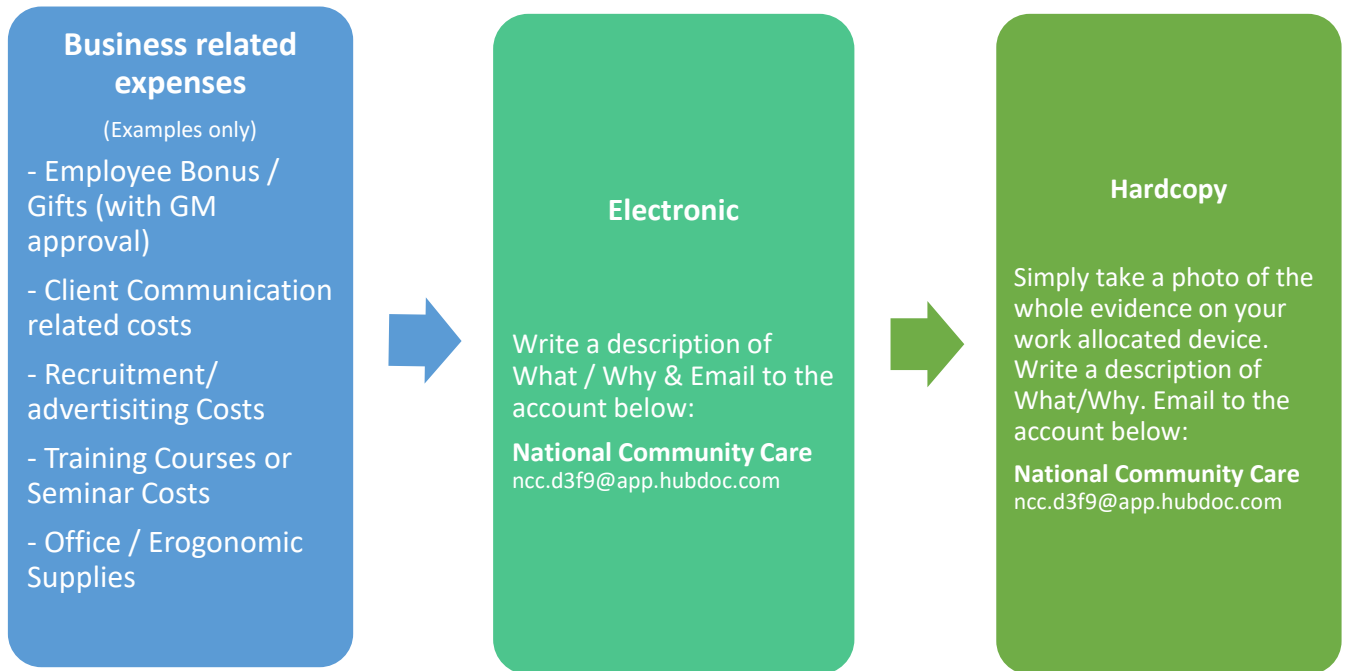 Business related
expenses
(Examples only)
- Employee Bonus /
Gifts (with GM
approval)
- Client Communication
related costs
- Recruitment/
advertisiting Costs
- Training Courses or
Seminar Costs
- Office / Erogonomic
Supplies
Electronic
Write a description of
What / Why & Email to the
account below:
National Community Care
ncc.d3f9@app.hubdoc.com
Hardcopy
Simply take a photo of the
whole evidence on your
work allocated device.
Write a description of
What/Why. Email to the
account below:
National Community Care
ncc.d3f9@app.hubdoc.com